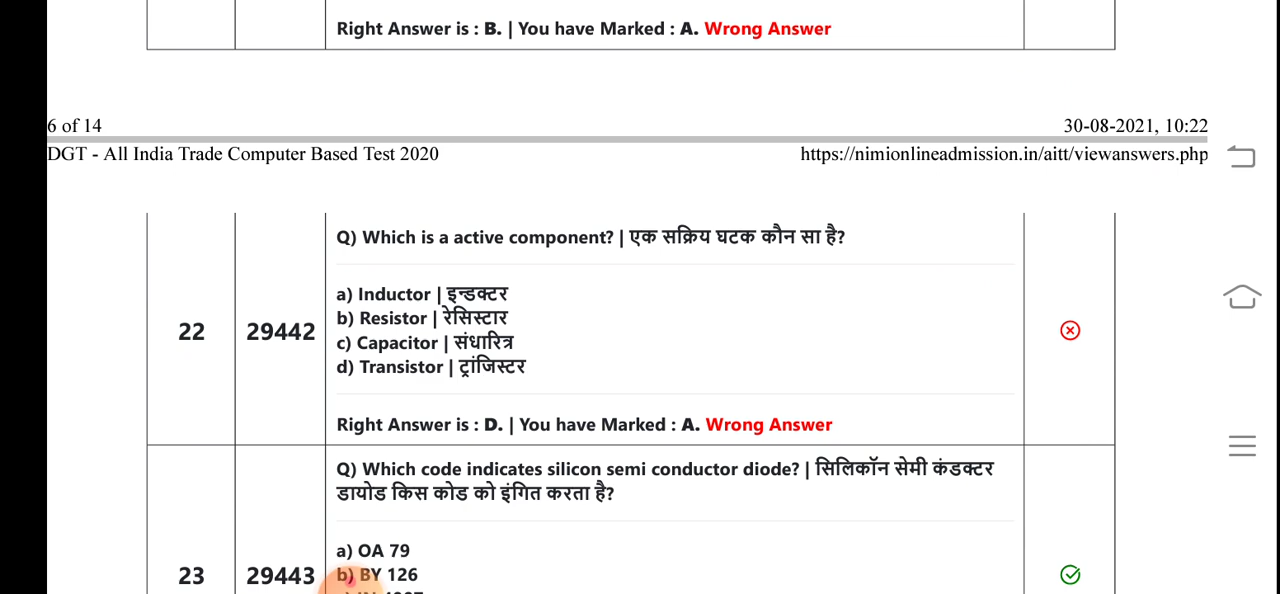 Right Answer is : B. | You have Marked : A. Wrong Answer
6 of 14
30-08-2021, 10:22
DGT - All India Trade Computer Based Test 2020
https://nimionlineadmission.in/aitt/viewanswers.php
Q) Which is a active component? | एक सक्रिय घटक कौन सा है?
22
29442
a) Inductor | इन्डक्टर
b) Resistor | रेसिस्टार
c) Capacitor | संधारित्र
d) Transistor | ट्रांजिस्टर
Right Answer is : D. | You have Marked : A. Wrong Answer
Q) Which code indicates silicon semi conductor diode? | सिलिकॉन सेमी कंडक्टर
डायोड किस कोड को इंगित करता है?
23
29443
a) OA 79
b) BY 126